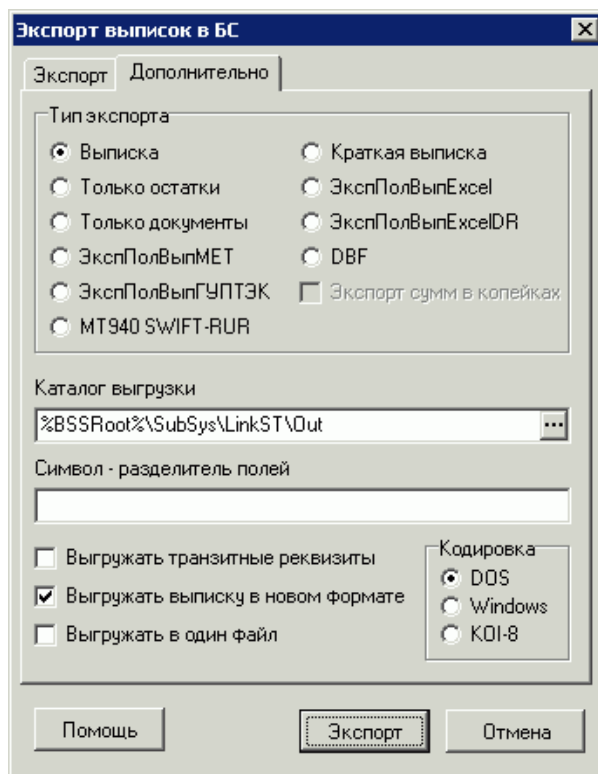 Экспорт выписок в БС
Экспорт Дополнительно
Тип экспорта
Выписка
Краткая выписка
Только остатки
ЭкспПолВыпExcel
Только документы
ЭкспПолВыпExcelDR
ЭкспПолВыпМЕТ
DBF
ЭкспПолВыпГУПТЭК
Экспорт сумм в копейках
MT940 SWIFT-RUR
Каталог выгрузки
%BSSRoot%\SubSys\LinkST\Out
...
Символ - разделитель полей
Выгружать транзитные реквизиты
Выгружать выписку в новом формате
Выгружать в один файл
Кодировка
DOS
Windows
KOI-8
Помощь
Экспорт
Отмена